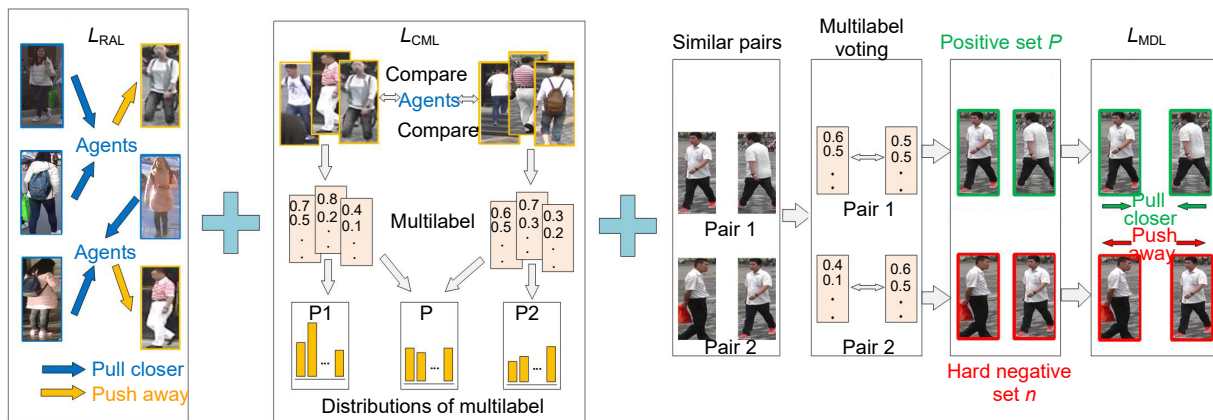 L_RAL
Agents
Agents
Pull closer
Push away
L_CML
Compare
Agents
Compare
0.7
0.5
.
.
0.8
0.2
.
.
0.4
0.1
.
.
Multilabel
0.6
0.5
.
.
0.7
0.3
.
.
0.3
0.2
.
.
P1
...
P
...
P2
...
Distributions of multilabel
Similar pairs
Pair 1
Pair 2
Multilabel
voting
0.6
0.5
.
.
0.5
0.5
.
.
Pair 1
0.4
0.1
.
.
0.6
0.5
.
.
Pair 2
Positive set P
Hard negative
set n
L_MDL
Pull
closer
Push
away